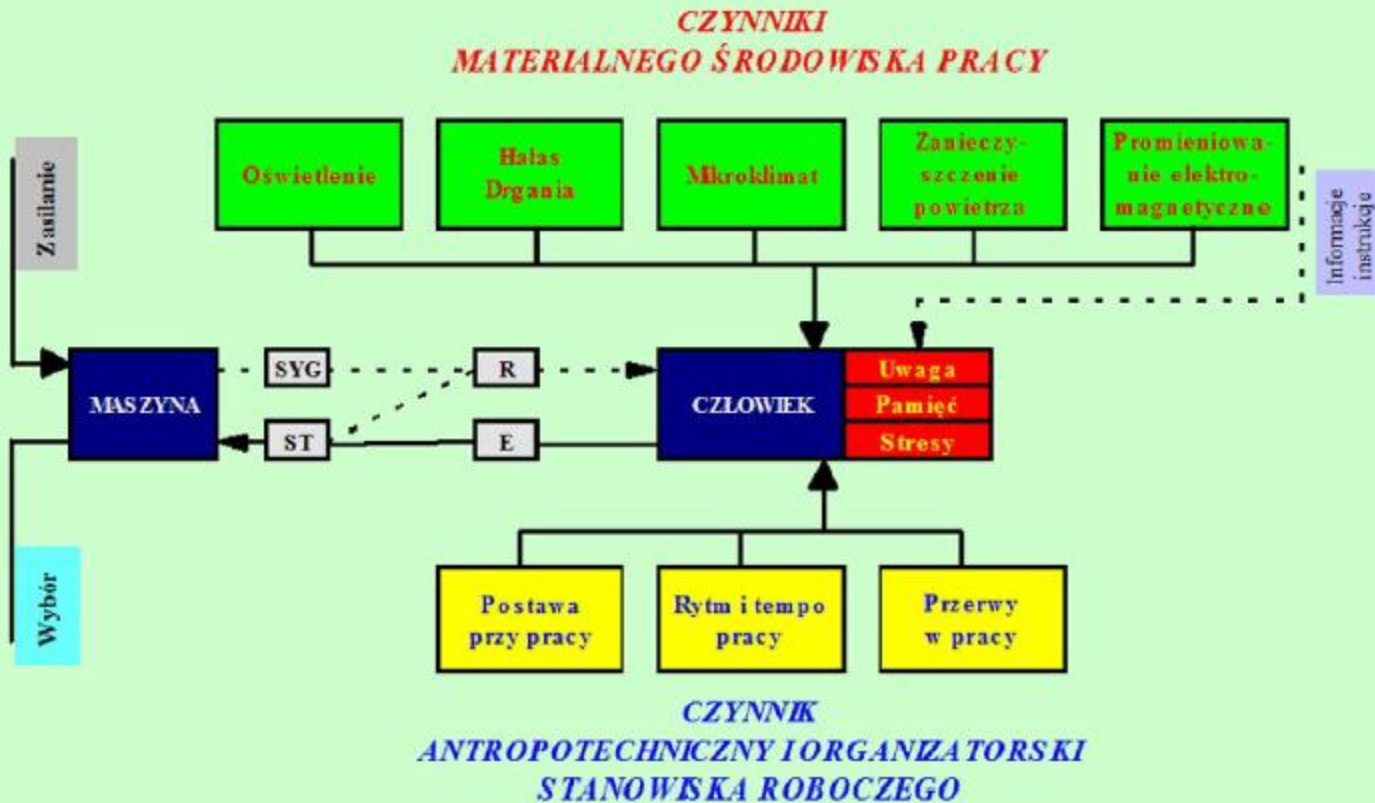 CZYNNIKI
MATERIALNEGO ŚRODOWISKA PRACY
Zasilanie
Oświetlenie
Hałas
Drgania
Mikroklimat
Zanieczy-
szczenie
powietrza
Promieniowa-
nie elektro-
magnetyczne
Informacje
instrukcje
MASZYNA
SYG
R
ST
E
CZŁOWIEK
Uwaga
Pamięć
Stresy
Wybór
Postawa
przy pracy
Rytm i tempo
pracy
Przerwy
w pracy
CZYNNIK
ANTROPOTECHNICZNY I ORGANIZATORSKI
STANOWISKA ROBOCZEGO